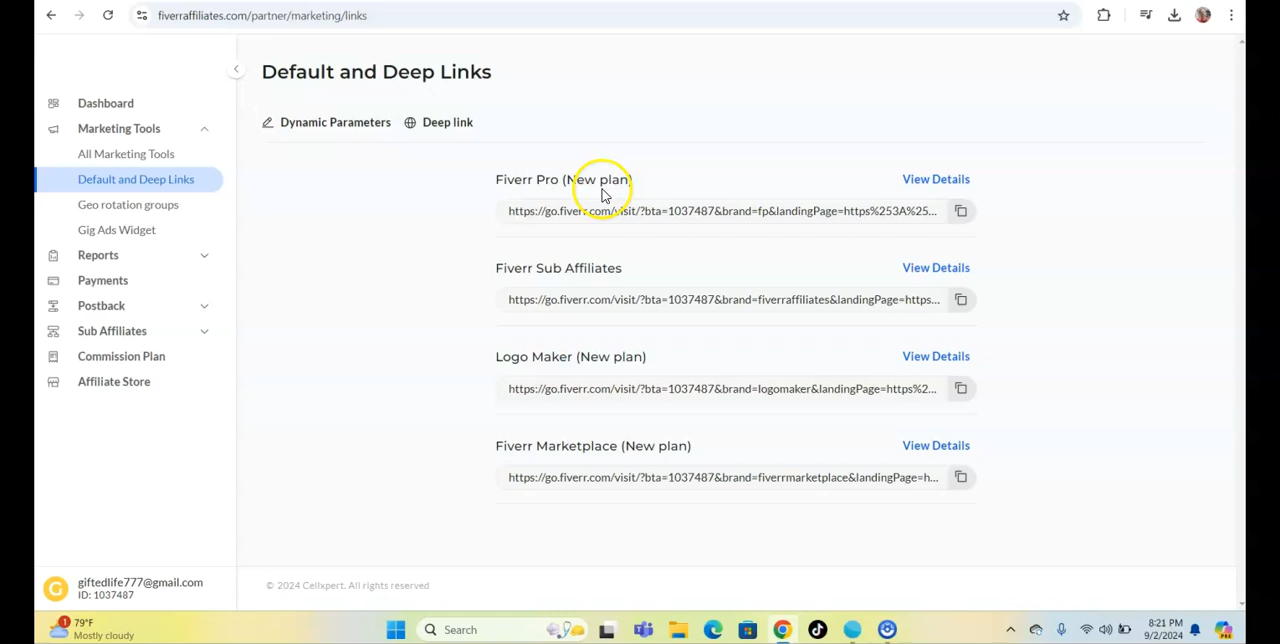 fiverraffiliates.com/partner/marketing/links
Default and Deep Links
Dynamic Parameters
Deep link
Dashboard
Marketing Tools
All Marketing Tools
Default and Deep Links
Geo rotation groups
Gig Ads Widget
Reports
Payments
Postback
Sub Affiliates
Commission Plan
Affiliate Store
Fiverr Pro (New plan)
View Details
https://go.fiverr.com/visit/?bta=1037487&brand=fp&landingPage=https%253A%25...
Fiverr Sub Affiliates
View Details
https://go.fiverr.com/visit/?bta=1037487&brand=fiverraffiliates&landingPage=https...
Logo Maker (New plan)
View Details
https://go.fiverr.com/visit/?bta=1037487&brand=logomaker&landingPage=https%2...
Fiverr Marketplace (New plan)
View Details
https://go.fiverr.com/visit/?bta=1037487&brand=fiverrmarketplace&landingPage=h...
G
giftedlife777@gmail.com
ID: 1037487
© 2024 Cellxpert. All rights reserved
1
79°F
Mostly cloudy
Search
8:21 PM
9/2/2024